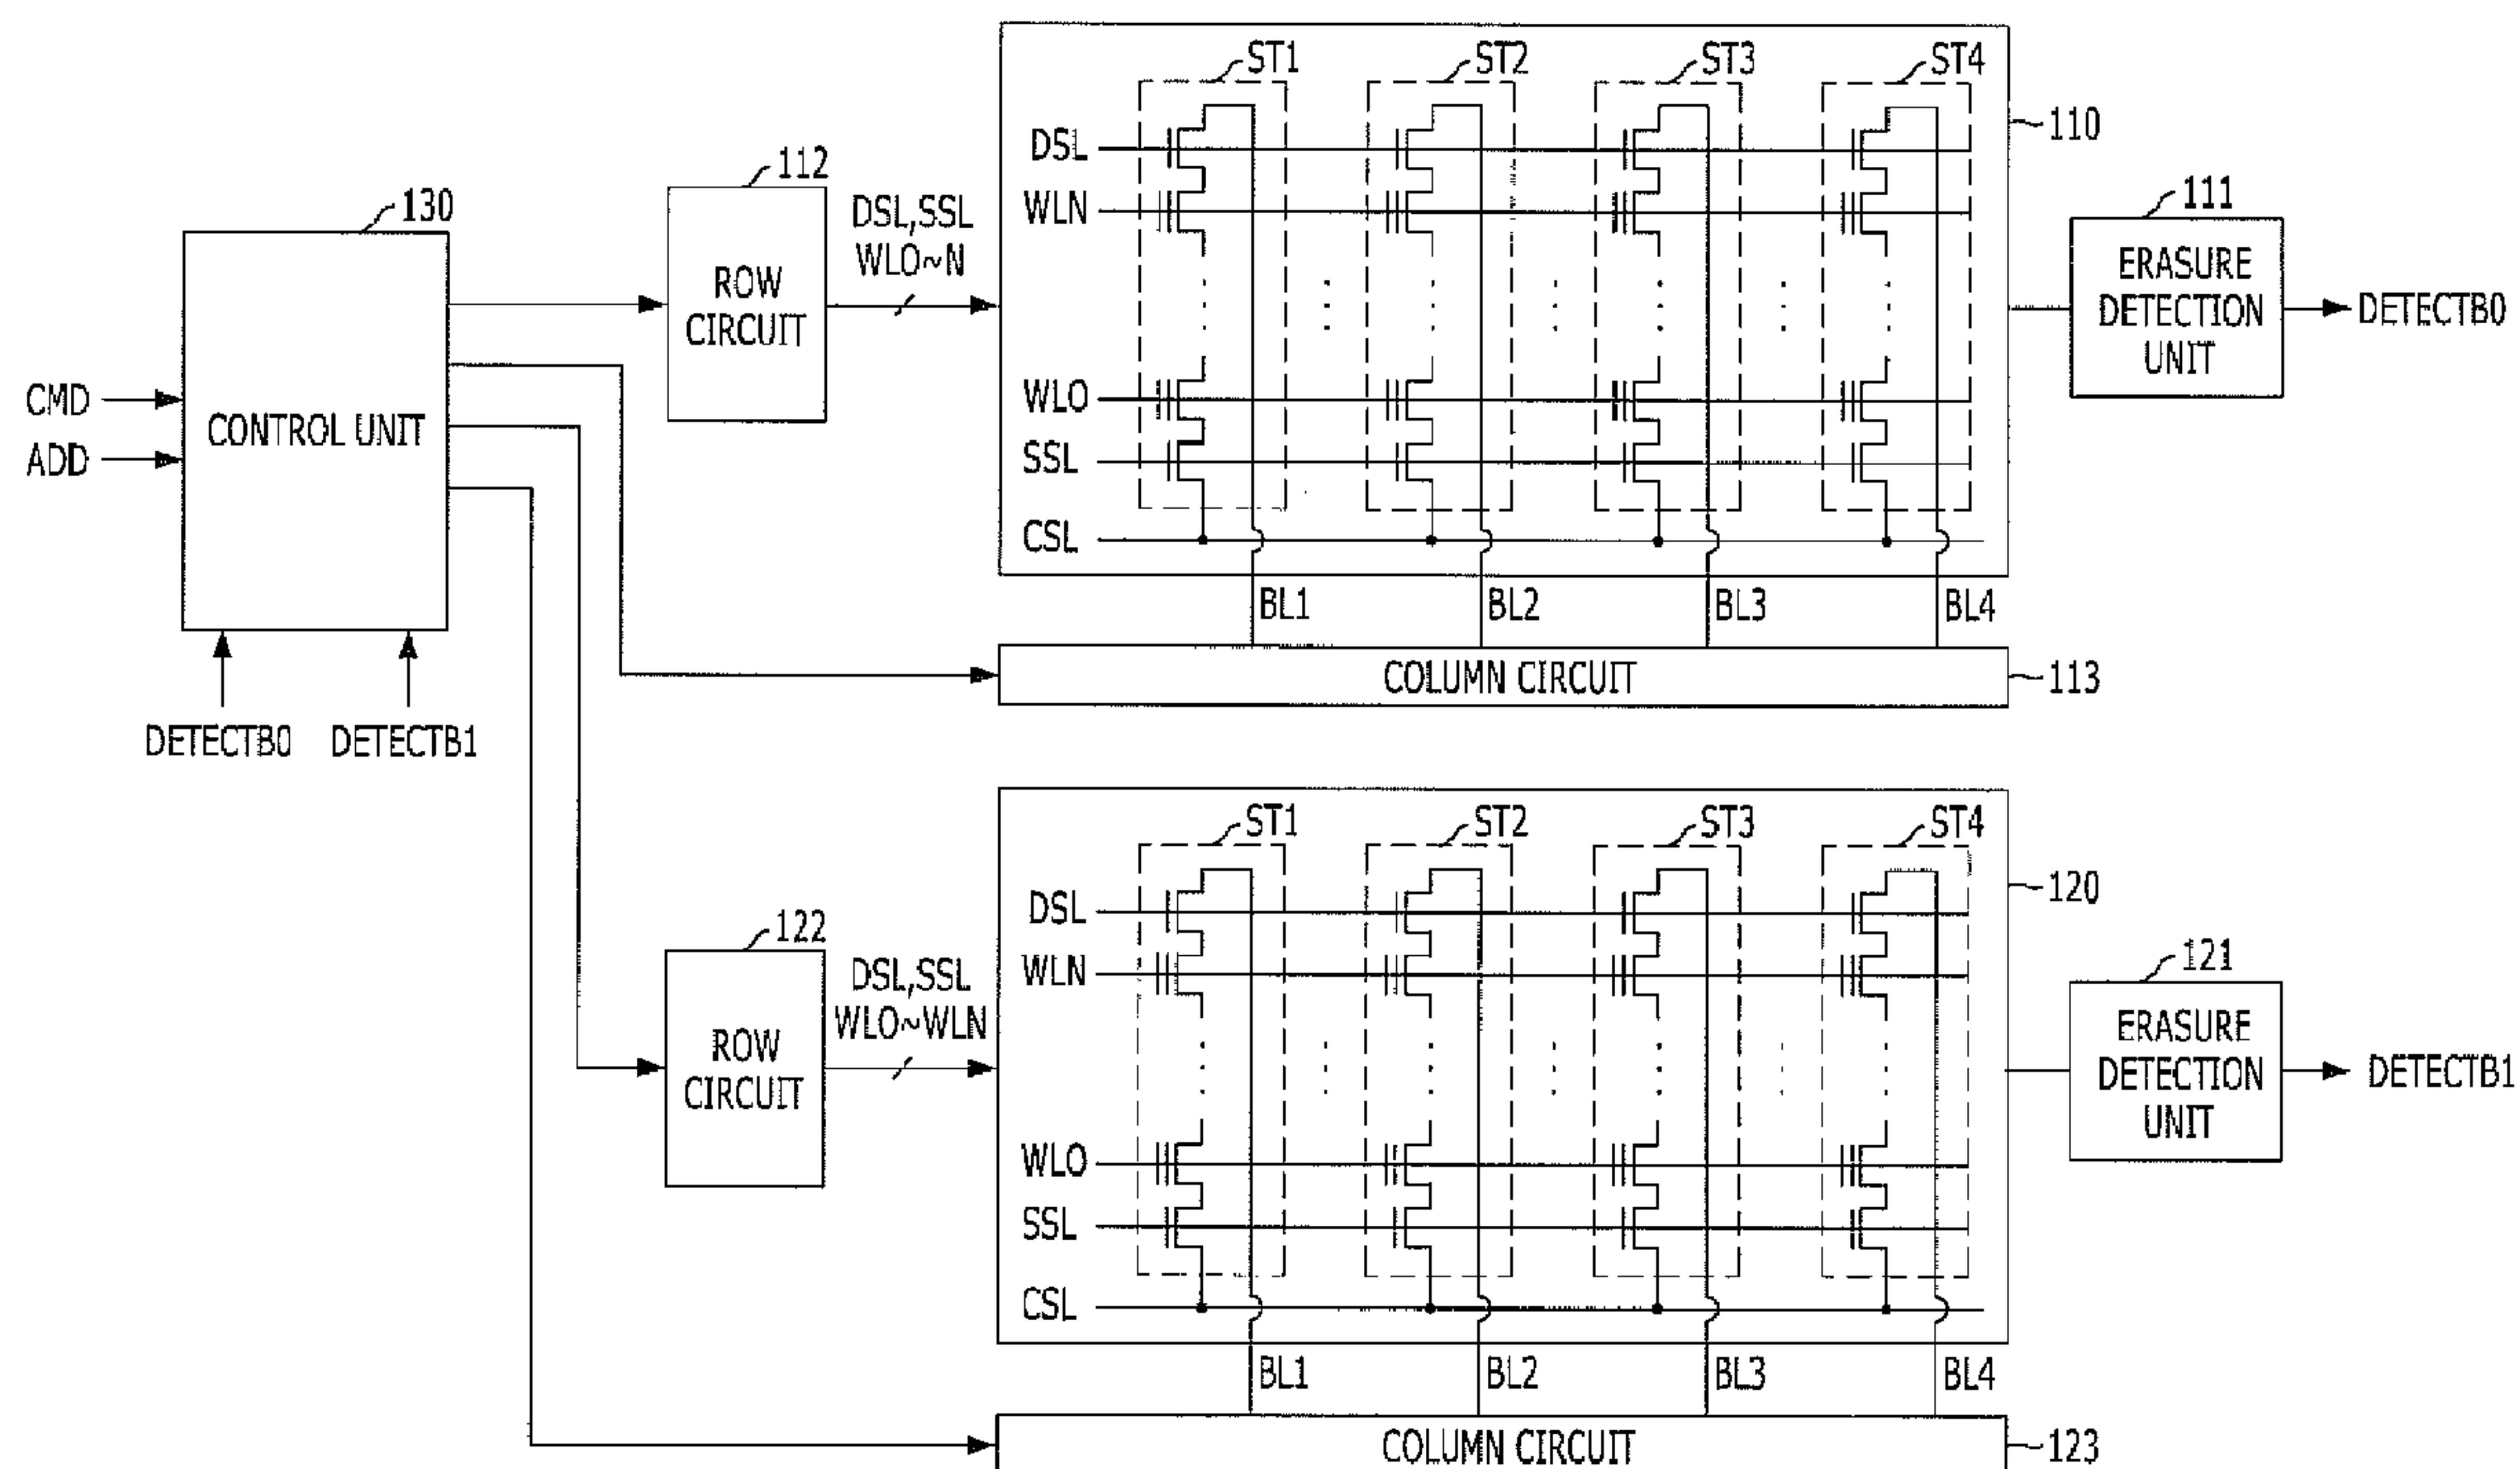 ST1 ST2 ST3 ST4
110
DSL
WLN
WLO
SSL
CSL
112
ROW
CIRCUIT
DSL,SSL
WLO~N
130
CONTROL UNIT
CMD
ADD
DETECTB0 DETECTB1
111
ERASURE
DETECTION
UNIT
DETECTB0
BL1 BL2 BL3 BL4
COLUMN CIRCUIT
113
ST1 ST2 ST3 ST4
120
DSL
WLN
WLO
SSL
CSL
122
ROW
CIRCUIT
DSL,SSL
WLO~WLN
121
ERASURE
DETECTION
UNIT
DETECTB1
BL1 BL2 BL3 BL4
COLUMN CIRCUIT
123